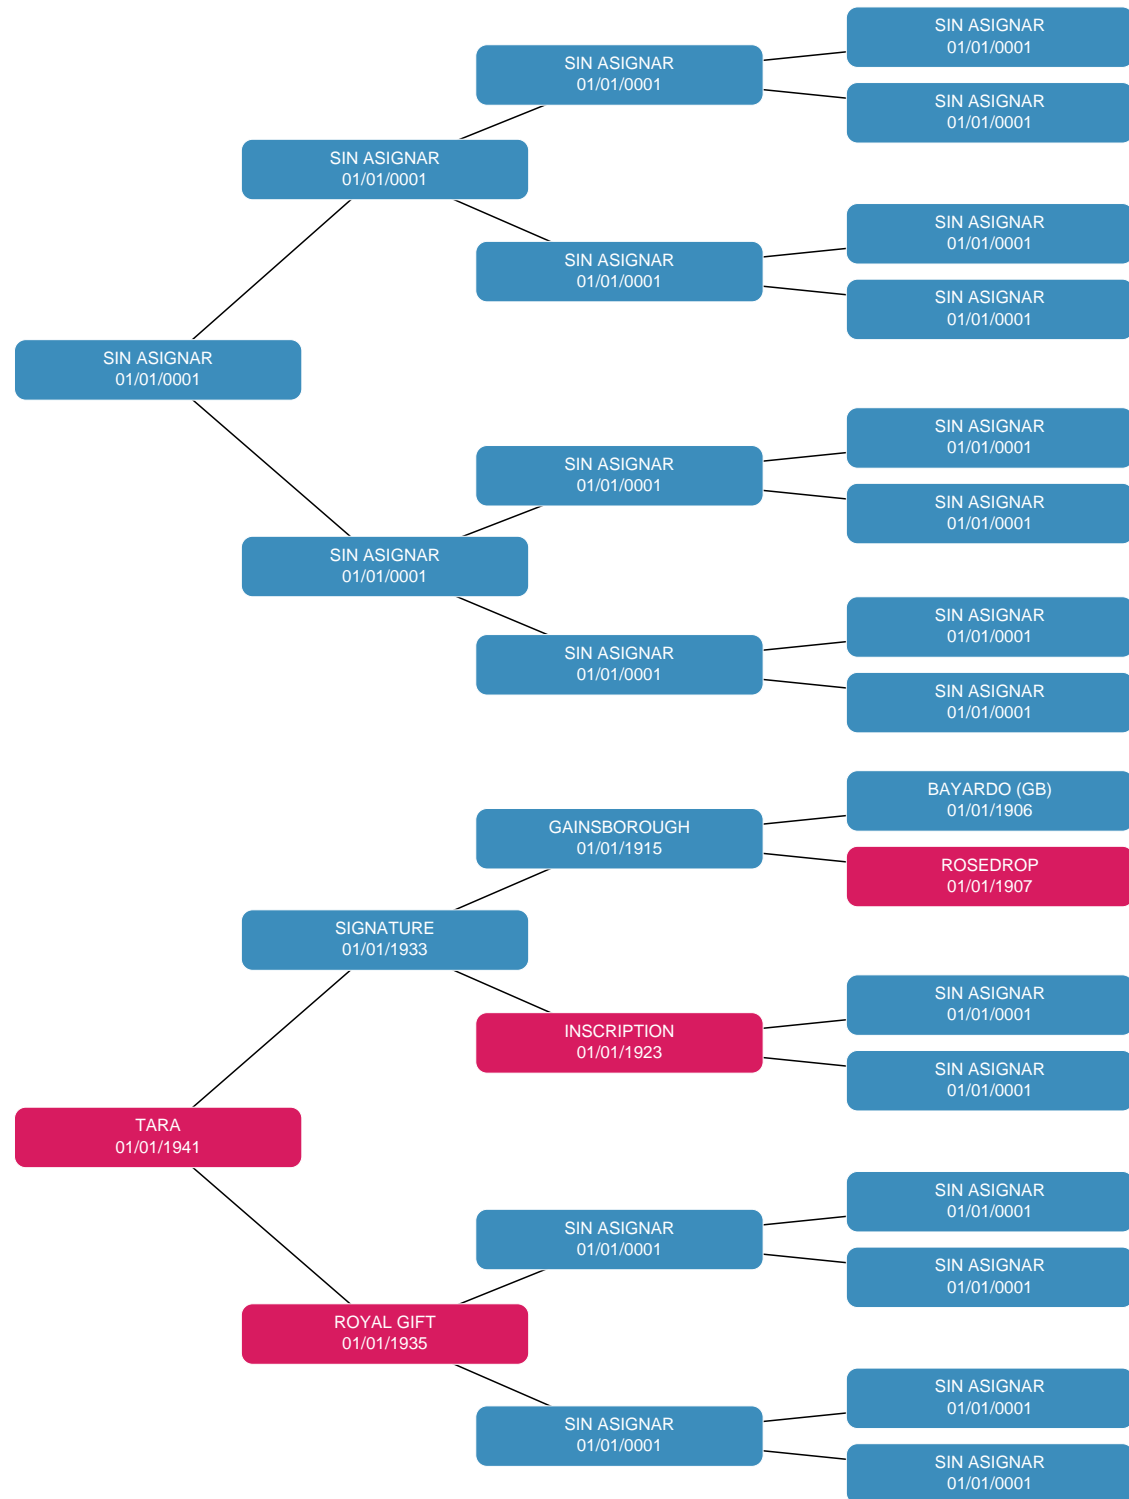 SIN ASIGNAR
01/01/0001
SIN ASIGNAR
01/01/0001
SIN ASIGNAR
01/01/0001
SIN ASIGNAR
01/01/0001
SIN ASIGNAR
01/01/0001
SIN ASIGNAR
01/01/0001
SIN ASIGNAR
01/01/0001
SIN ASIGNAR
01/01/0001
SIN ASIGNAR
01/01/0001
SIN ASIGNAR
01/01/0001
SIN ASIGNAR
01/01/0001
SIN ASIGNAR
01/01/0001
SIN ASIGNAR
01/01/0001
SIN ASIGNAR
01/01/0001
SIN ASIGNAR
01/01/0001
BAYARDO (GB)
01/01/1906
GAINSBOROUGH
01/01/1915
ROSEDROP
01/01/1907
SIGNATURE
01/01/1933
SIN ASIGNAR
01/01/0001
INSCRIPTION
01/01/1923
SIN ASIGNAR
01/01/0001
TARA
01/01/1941
SIN ASIGNAR
01/01/0001
SIN ASIGNAR
01/01/0001
SIN ASIGNAR
01/01/0001
ROYAL GIFT
01/01/1935
SIN ASIGNAR
01/01/0001
SIN ASIGNAR
01/01/0001
SIN ASIGNAR
01/01/0001